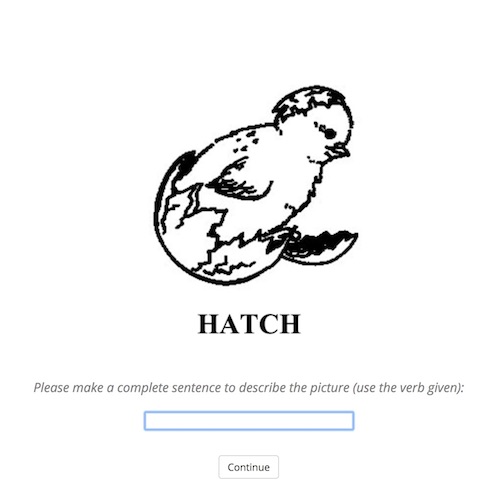 HATCH
Please make a complete sentence to describe the picture (use the verb given):
Continue